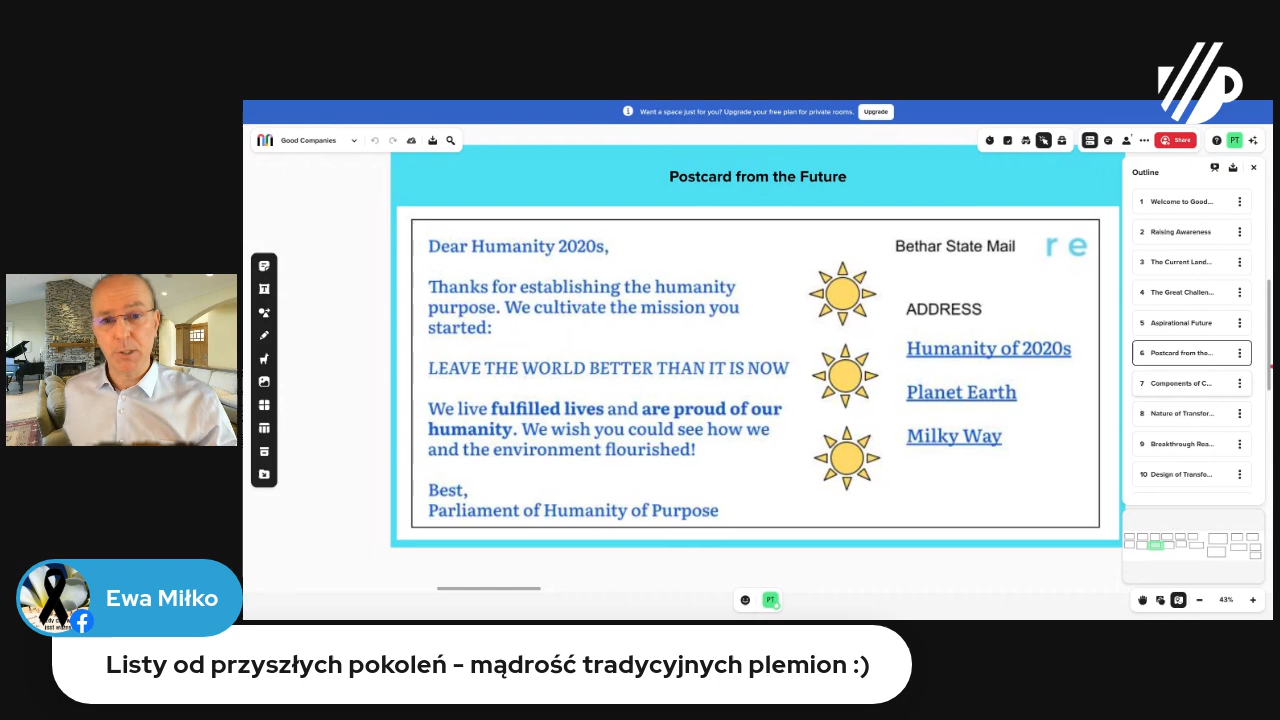 Want a space just for you? Upgrade your free plan for private rooms.
Upgrade
Good Companies
Share
PT
Postcard from the Future
Dear Humanity 2020s,
Thanks for establishing the humanity
purpose. We cultivate the mission you
started:
LEAVE THE WORLD BETTER THAN IT IS NOW
We live fulfilled lives and are proud of our
humanity. We wish you could see how we
and the environment flourished!
Best,
Parliament of Humanity of Purpose
Bethar State Mail
r e
ADDRESS
Humanity of 2020s
Planet Earth
Milky Way
Outline
1 Welcome to Good...
2 Raising Awareness
3 The Current Land...
4 The Great Challen...
5 Aspirational Future
6 Postcard from the...
7 Components of C...
8 Nature of Transfor...
9 Breakthrough Rea...
10 Design of Transfo...
PT
43%
Ewa Miłko
Listy od przyszłych pokoleń - mądrość tradycyjnych plemion :)